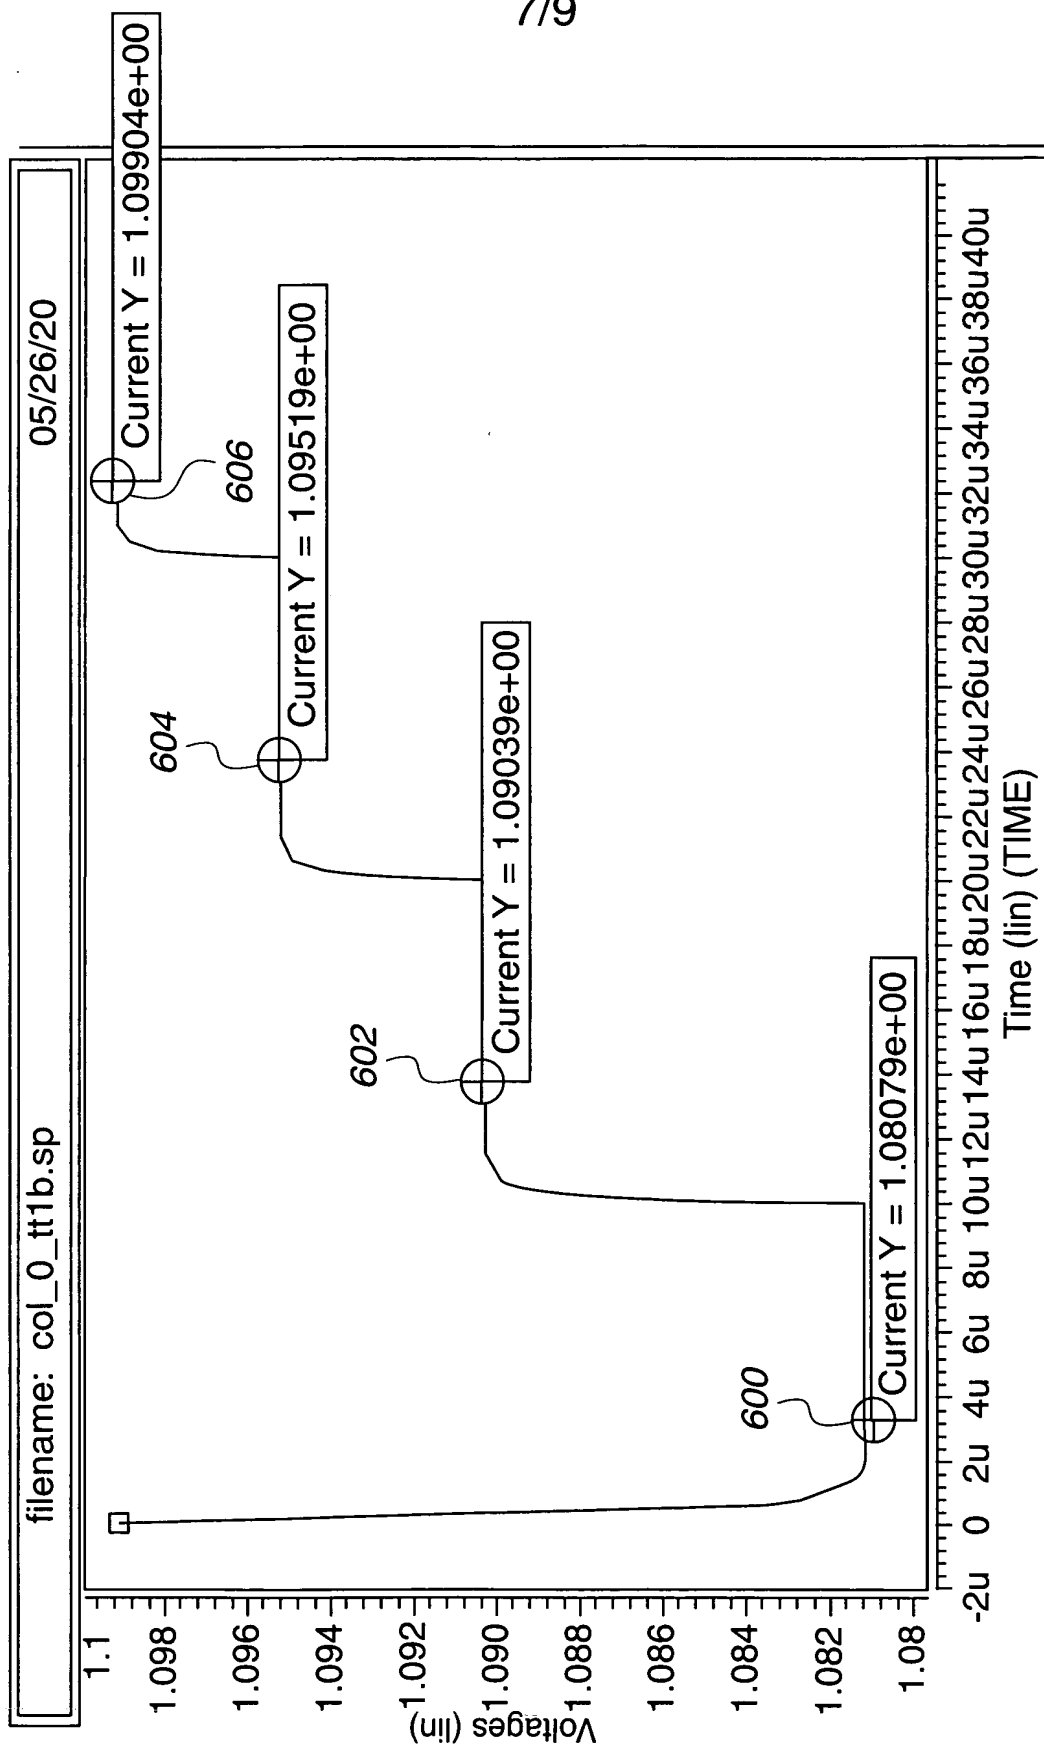 7/9
filename: col_0_tt1b.sp 05/26/20
Current Y = 1.09904e+00
606
Current Y = 1.09519e+00
604
Current Y = 1.09039e+00
602
Current Y = 1.08079e+00
600
1.1
1.098
1.096
1.094
1.092
1.090
1.088
1.086
1.084
1.082
1.08
Voltages (lin)
-2u 0 2u 4u 6u 8u 10u 12u 14u 16u 18u 20u 22u 24u 26u 28u 30u 32u 34u 36u 38u 40u
Time (lin) (TIME)